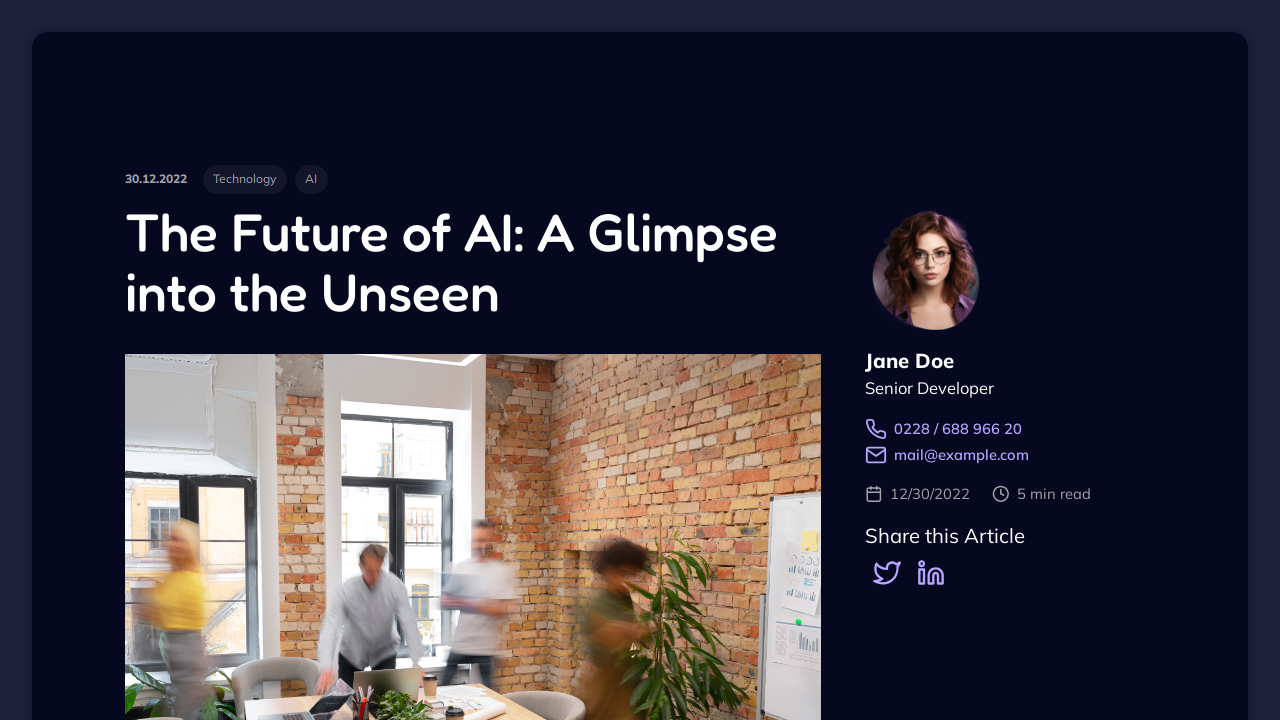 30.12.2022 Technology AI
The Future of AI: A Glimpse
into the Unseen
Jane Doe
Senior Developer
0228 / 688 966 20
mail@example.com
12/30/2022 5 min read
Share this Article